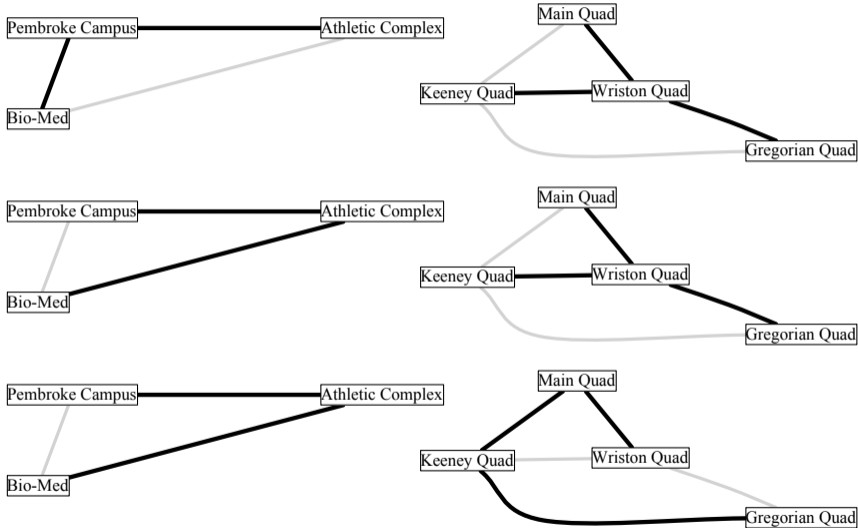 Main Quad
Pembroke Campus
Athletic Complex
Keeney Quad
Wriston Quad
Bio-Med
Gregorian Quad
Main Quad
Pembroke Campus
Athletic Complex
Keeney Quad
Wriston Quad
Bio-Med
Gregorian Quad
Main Quad
Pembroke Campus
Athletic Complex
Keeney Quad
Wriston Quad
Bio-Med
Gregorian Quad